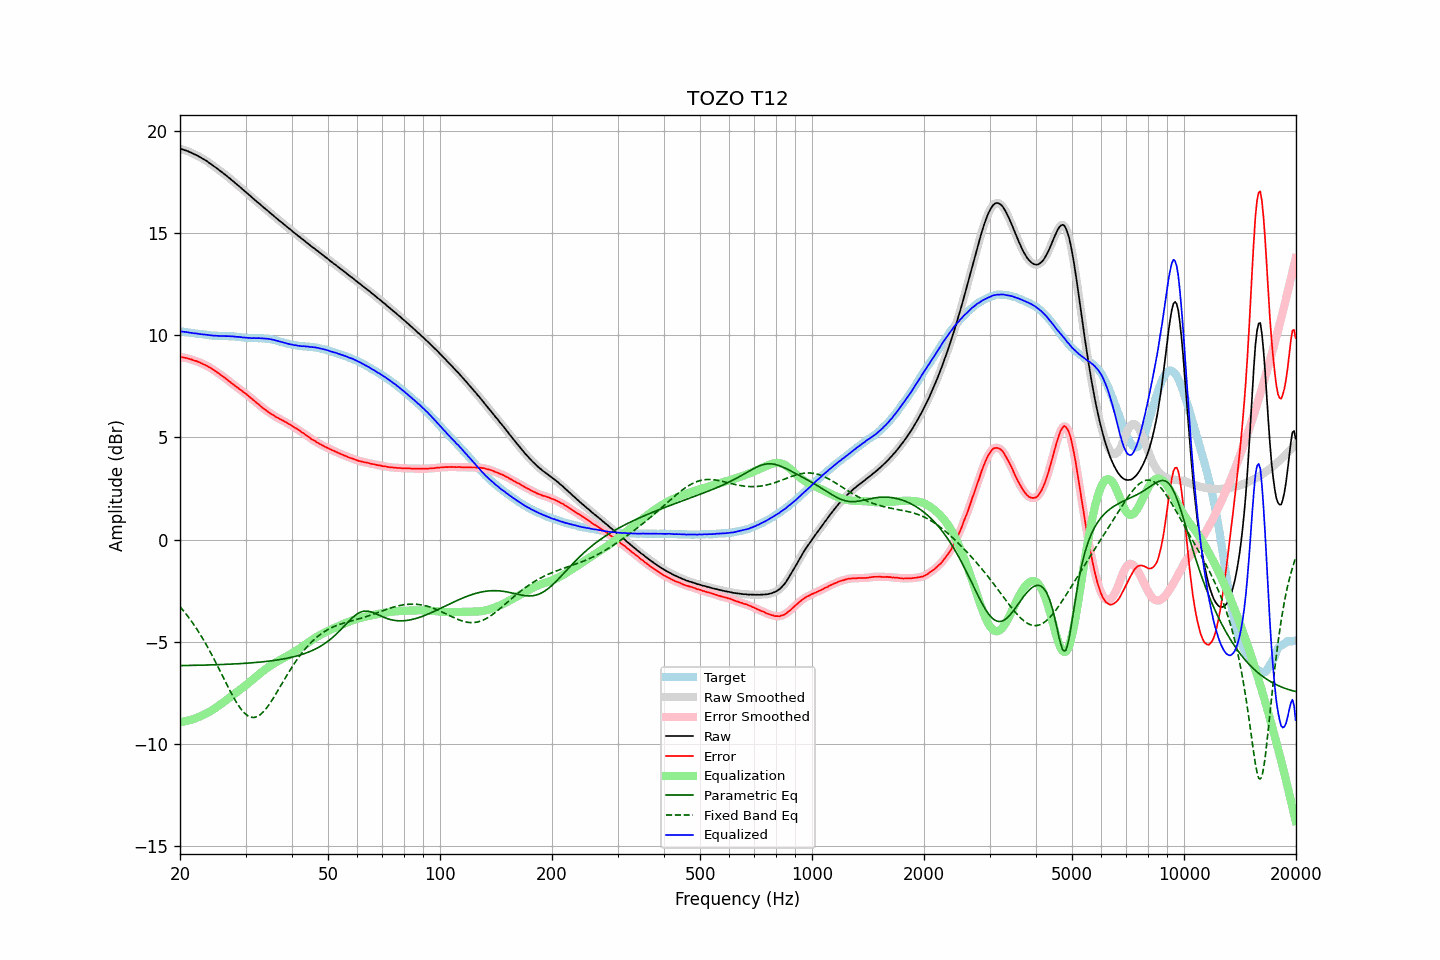 TOZO T12
Amplitude (dBr)
20
15
10
5
0
−5
−10
−15
Target
Raw Smoothed
Error Smoothed
Raw
Error
Equalization
Parametric Eq
Fixed Band Eq
Equalized
20 50 100 200 500 1000 2000 5000 10000 20000
Frequency (Hz)